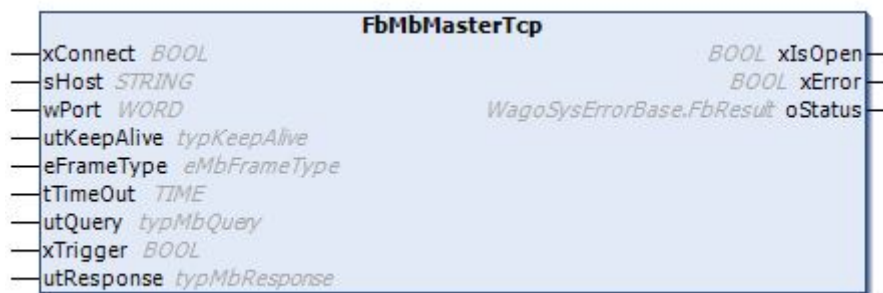 FbMbMasterTcp
xConnect BOOL BOOL xIsOpen
sHost STRING BOOL xError
wPort WORD WagoSysErrorBase.FbResult oStatus
utKeepAlive typKeepAlive
eFrameType eMbFrameType
tTimeOut TIME
utQuery typMbQuery
xTrigger BOOL
utResponse typMbResponse